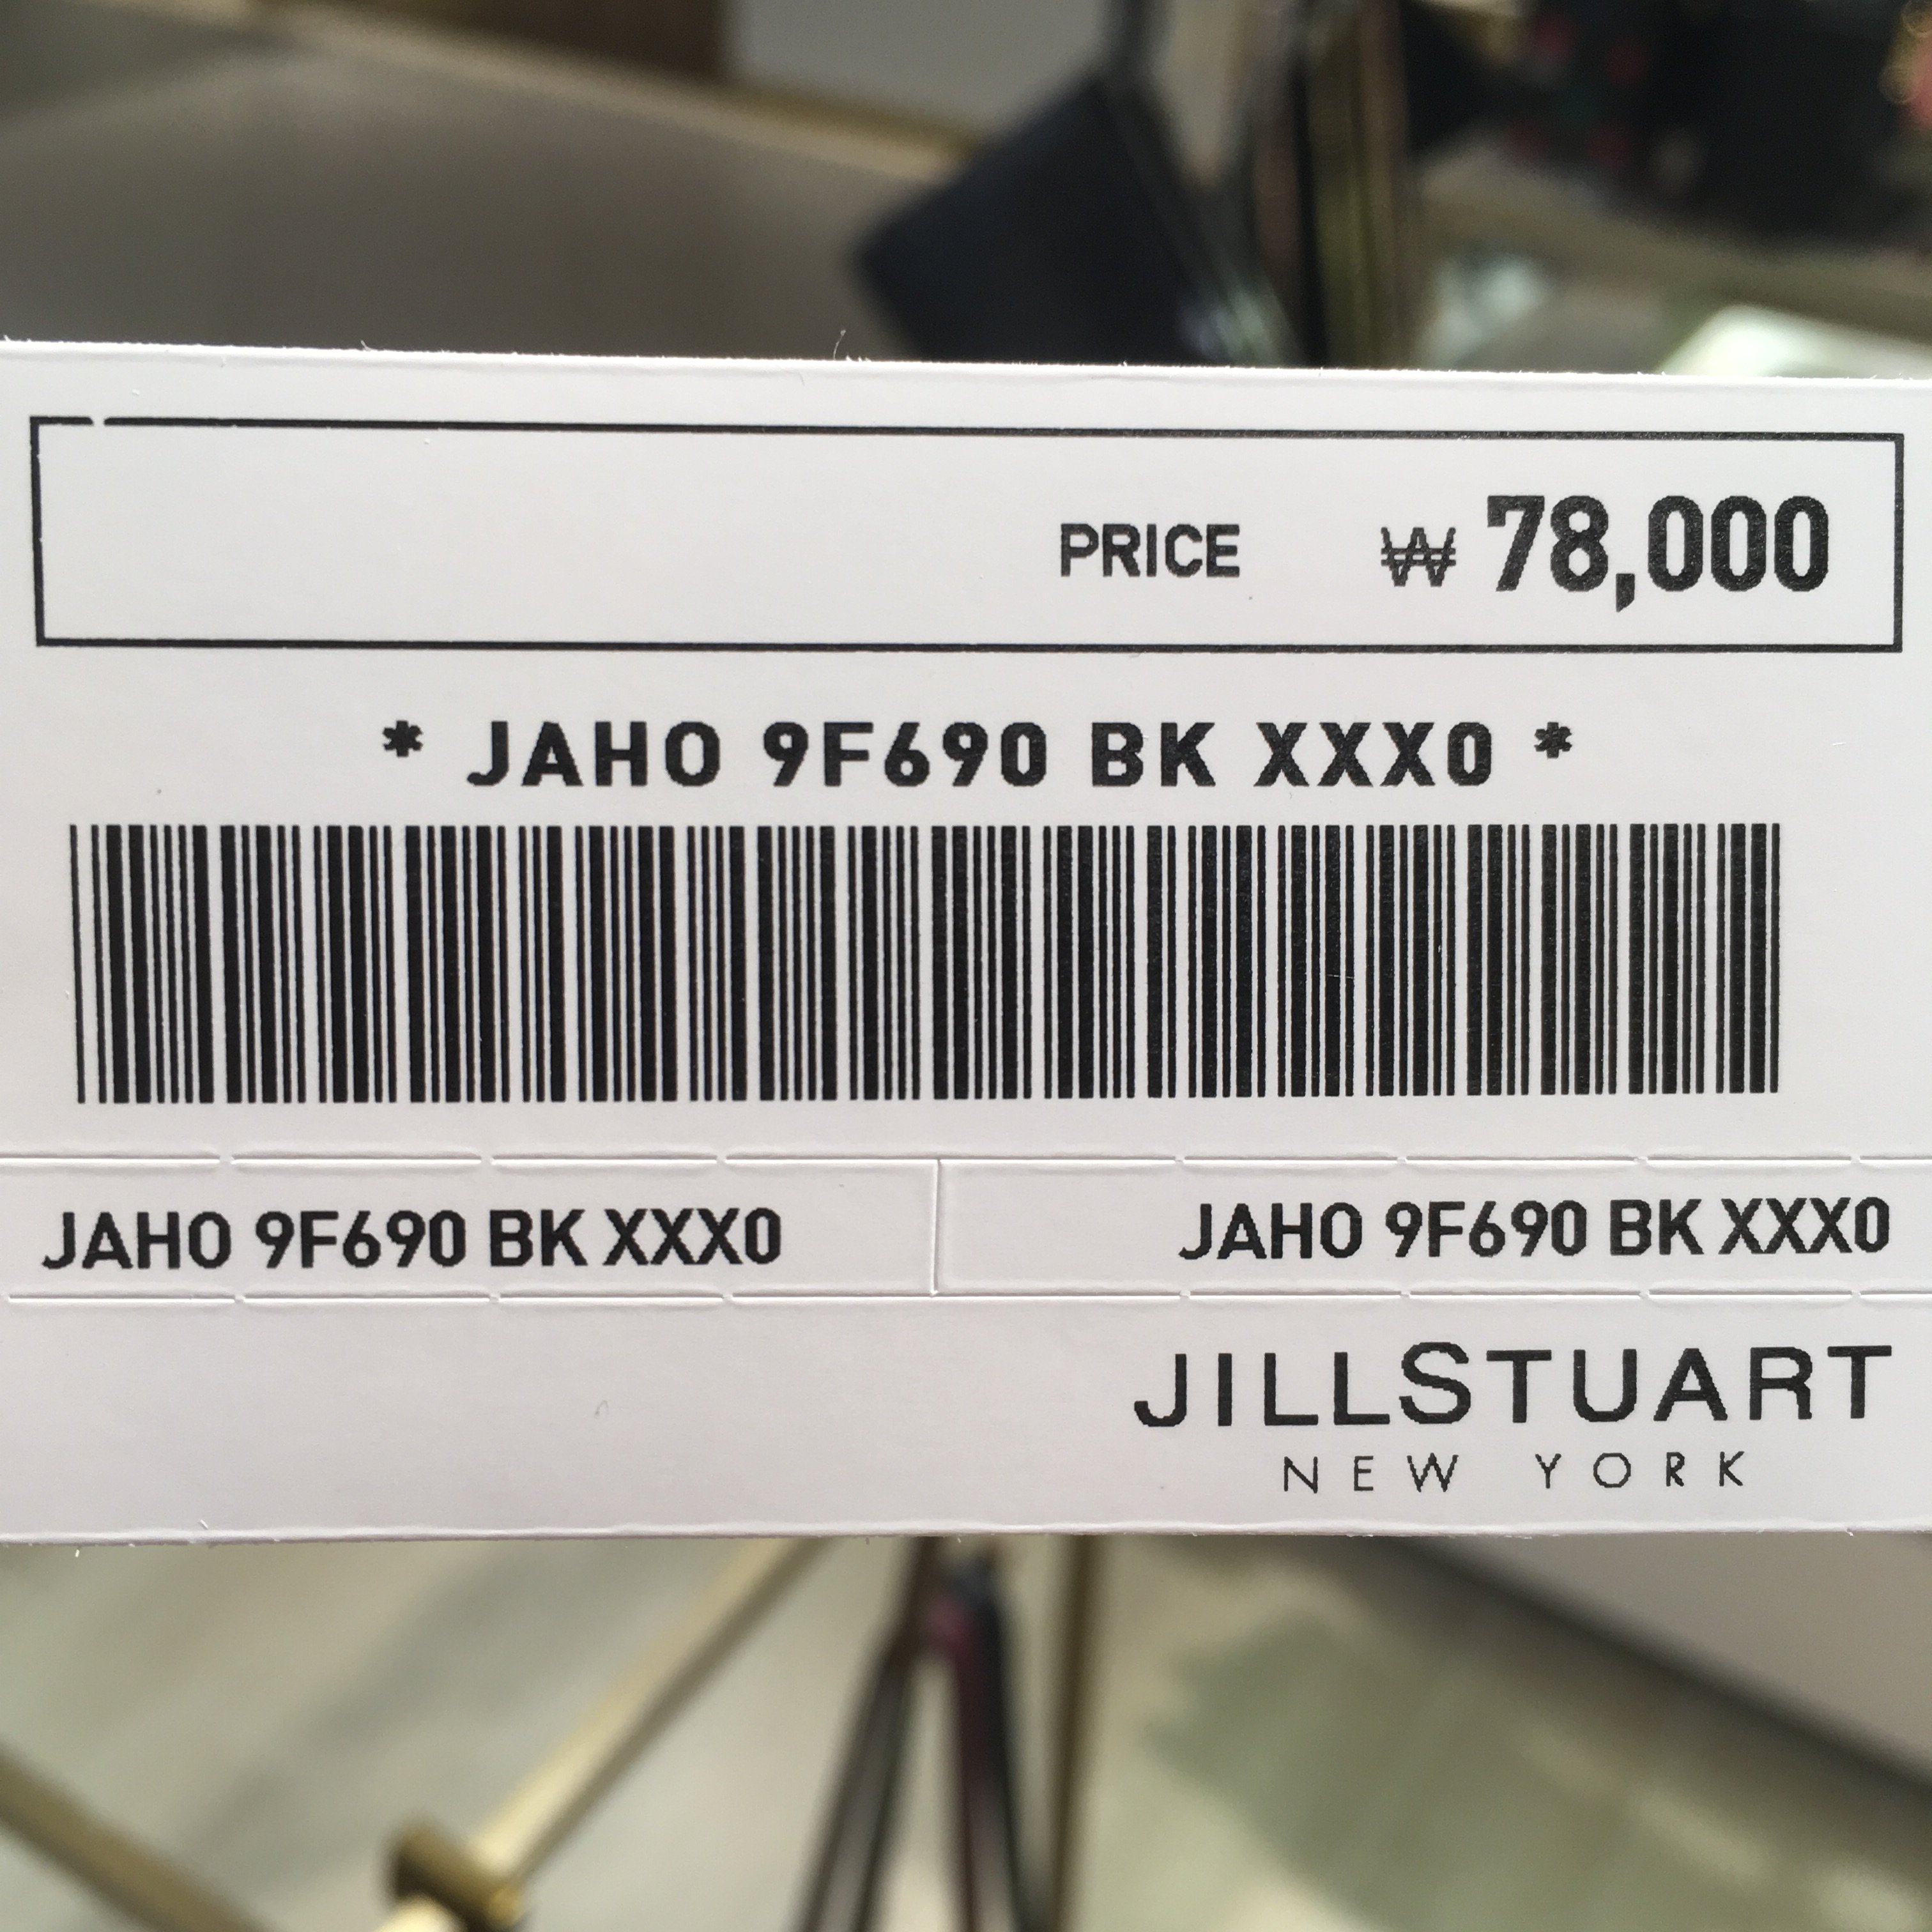 PRICE ₩ 78,000
* JAHO 9F690 BK XXX0 *
JAHO 9F690 BK XXX0 JAHO 9F690 BK XXX0
JILLSTUART
NEW YORK